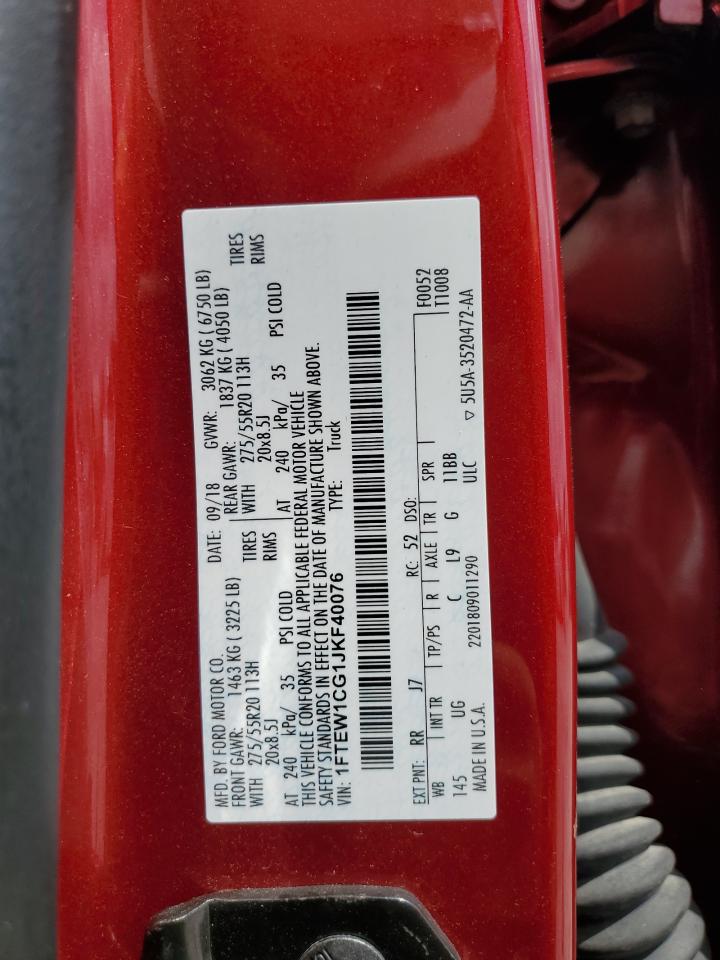 MFD. BY FORD MOTOR CO. DATE: 09/18 GVWR: 3062 KG ( 6750 LB)
FRONT GAWR: 1463 KG ( 3225 LB) REAR GAWR: 1837 KG ( 4050 LB)
WITH 275/55R20 113H TIRES WITH 275/55R20 113H TIRES
20x8.5J RIMS 20x8.5J RIMS
AT 240 kPa/ 35 PSI COLD AT 240 kPa/ 35 PSI COLD
THIS VEHICLE CONFORMS TO ALL APPLICABLE FEDERAL MOTOR VEHICLE
SAFETY STANDARDS IN EFFECT ON THE DATE OF MANUFACTURE SHOWN ABOVE.
VIN: 1FTEW1CG1JKF40076 TYPE: Truck
EXT PNT: RR J7 RC: 52 DSO: F0052
WB INT TR TP/PS R AXLE TR SPR T1008
145 UG C L9 G 11BB
MADE IN U.S.A. 2201809011290 ULC ▽ 5U5A-3520472-AA